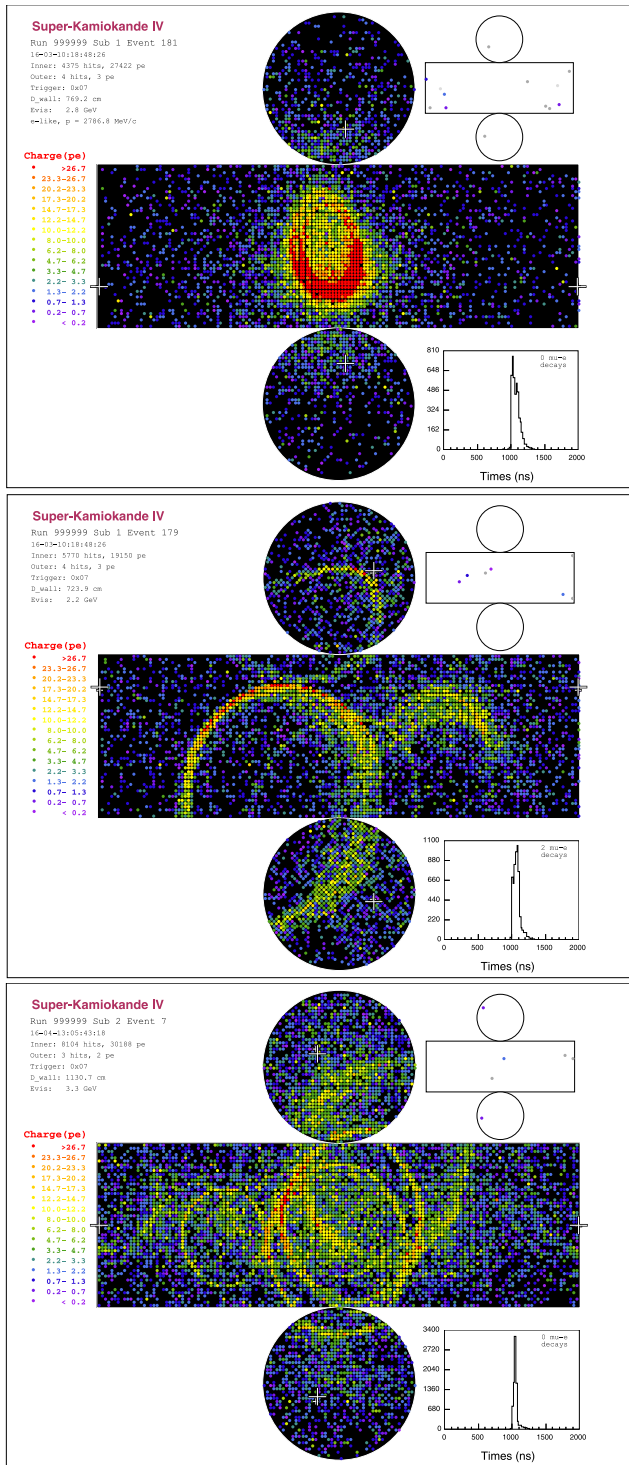 Super-Kamiokande IV
Run 999999 Sub 1 Event 181
16-03-10:18:48:26
Inner: 4375 hits, 27422 pe
Outer: 4 hits, 3 pe
Trigger: 0x07
D_wall: 769.2 cm
Evis: 2.8 GeV
e-like, p = 2786.8 MeV/c
Charge(pe)
>26.7
23.3-26.7
20.2-23.3
17.3-20.2
14.7-17.3
12.2-14.7
10.0-12.2
8.0-10.0
6.2- 8.0
4.7- 6.2
3.3- 4.7
2.2- 3.3
1.3- 2.2
0.7- 1.3
0.2- 0.7
< 0.2
0 mu-e
decays
810
648
486
324
162
0
0 500 1000 1500 2000
Times (ns)
Super-Kamiokande IV
Run 999999 Sub 1 Event 179
16-03-10:18:48:26
Inner: 5770 hits, 19150 pe
Outer: 4 hits, 3 pe
Trigger: 0x07
D_wall: 723.9 cm
Evis: 2.2 GeV
Charge(pe)
>26.7
23.3-26.7
20.2-23.3
17.3-20.2
14.7-17.3
12.2-14.7
10.0-12.2
8.0-10.0
6.2- 8.0
4.7- 6.2
3.3- 4.7
2.2- 3.3
1.3- 2.2
0.7- 1.3
0.2- 0.7
< 0.2
2 mu-e
decays
1100
880
660
440
220
0
0 500 1000 1500 2000
Times (ns)
Super-Kamiokande IV
Run 999999 Sub 2 Event 7
16-04-13:05:43:18
Inner: 8104 hits, 30188 pe
Outer: 3 hits, 2 pe
Trigger: 0x07
D_wall: 1130.7 cm
Evis: 3.3 GeV
Charge(pe)
>26.7
23.3-26.7
20.2-23.3
17.3-20.2
14.7-17.3
12.2-14.7
10.0-12.2
8.0-10.0
6.2- 8.0
4.7- 6.2
3.3- 4.7
2.2- 3.3
1.3- 2.2
0.7- 1.3
0.2- 0.7
< 0.2
0 mu-e
decays
3400
2720
2040
1360
680
0
0 500 1000 1500 2000
Times (ns)